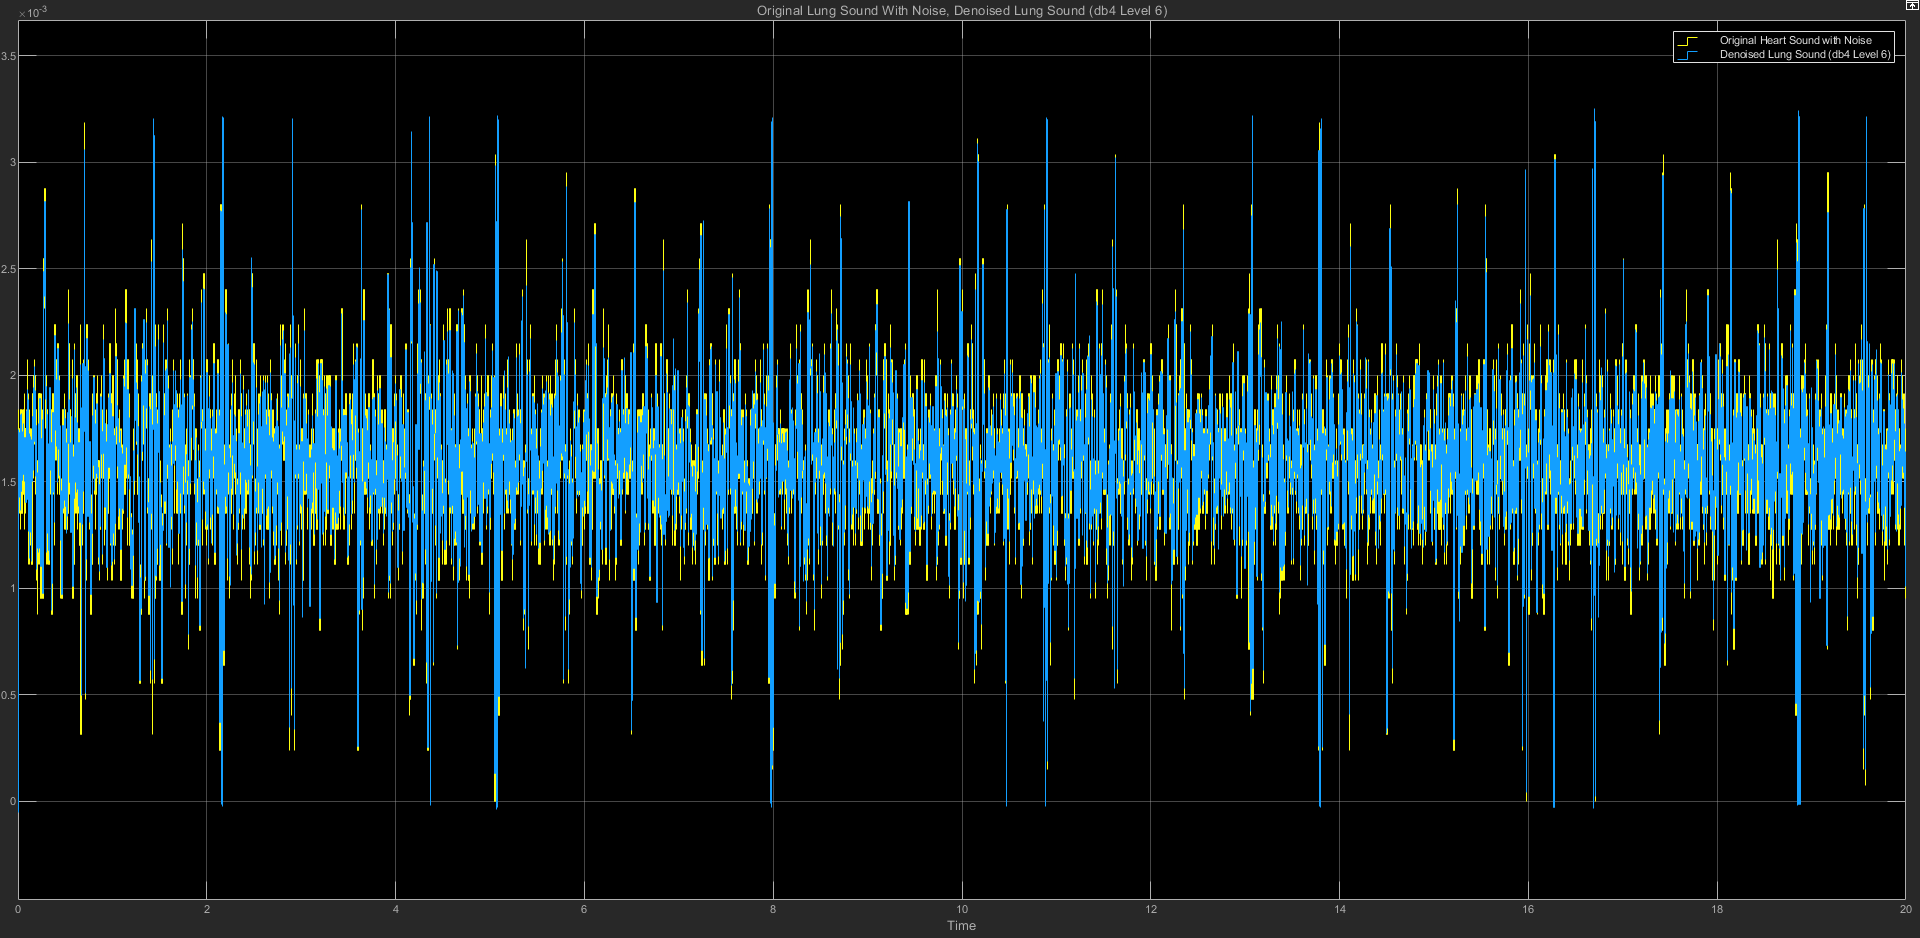 ×10⁻³
Original Lung Sound With Noise, Denoised Lung Sound (db4 Level 6)
Original Heart Sound with Noise
Denoised Lung Sound (db4 Level 6)
3.5
3
2.5
2
1.5
1
0.5
0
0 2 4 6 8 10 12 14 16 18 20
Time